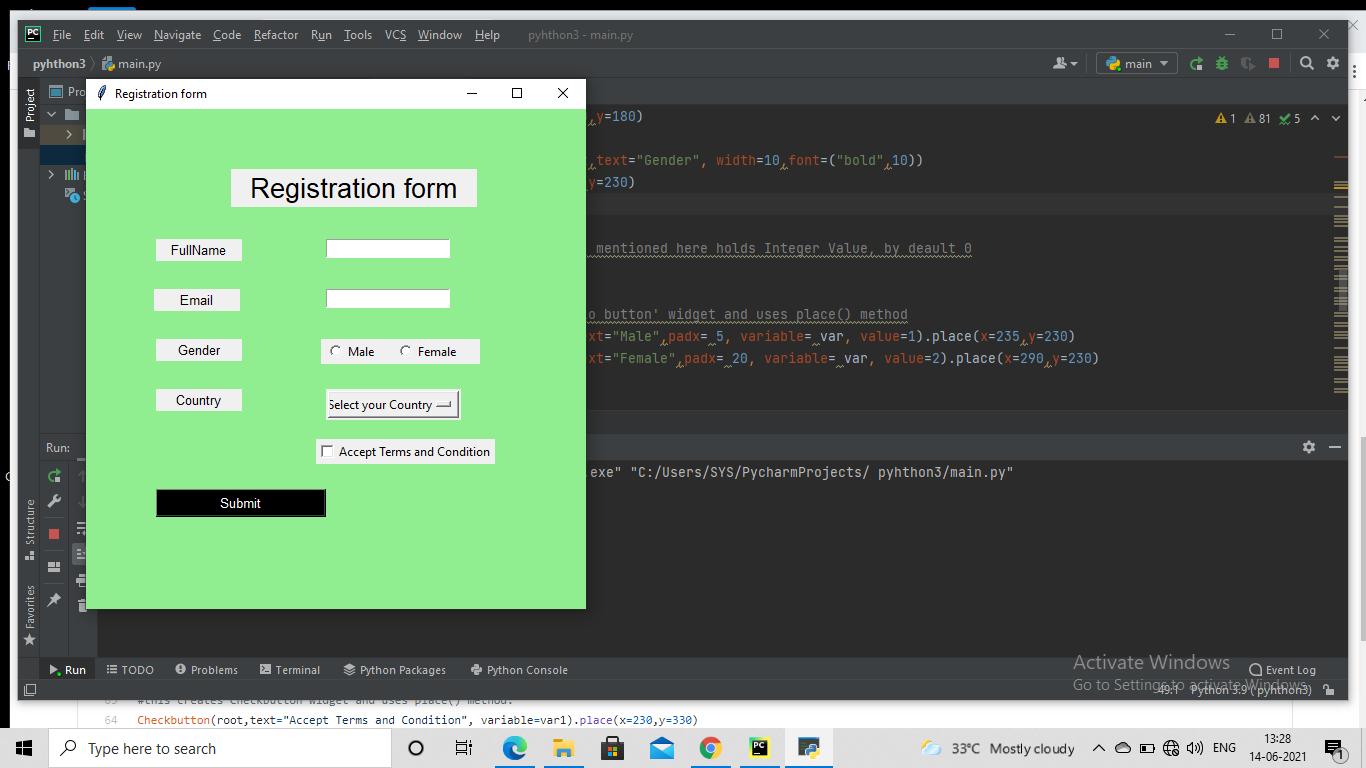 File Edit View Navigate Code Refactor Run Tools VCS Window Help pyhthon3 - main.py
pyhthon3 main.py main
Project
Registration form
,y=180)
1 81 5
,text="Gender", width=10,font=("bold",10))
y=230)
Registration form
mentioned here holds Integer Value, by deault 0
FullName
Email
button' widget and uses place() method
xt="Male",padx= 5, variable= var, value=1).place(x=235,y=230)
xt="Female",padx= 20, variable= var, value=2).place(x=290,y=230)
Gender Male Female
Country Select your Country
Accept Terms and Condition
Submit
Run:
.exe" "C:/Users/SYS/PycharmProjects/ pyhthon3/main.py"
Structure
Favorites
Run TODO Problems Terminal Python Packages Python Console Event Log
Activate Windows
Go to Settings to activate Windows.
49:1 Python 3.9 ( pyhthon3)
#this creates Checkbutton widget and uses place() method.
64 Checkbutton(root,text="Accept Terms and Condition", variable=var1).place(x=230,y=330)
Type here to search
33°C Mostly cloudy ENG 13:28
14-06-2021
1